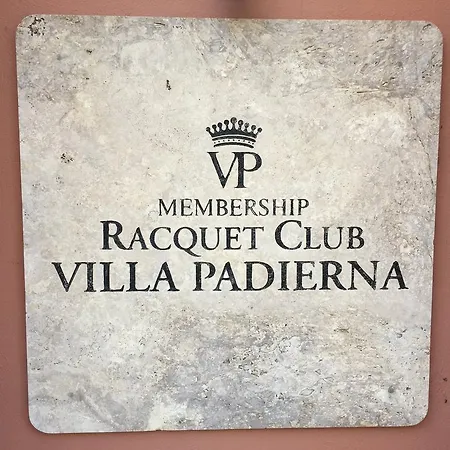 VP
MEMBERSHIP
RACQUET CLUB
VILLA PADIERNA